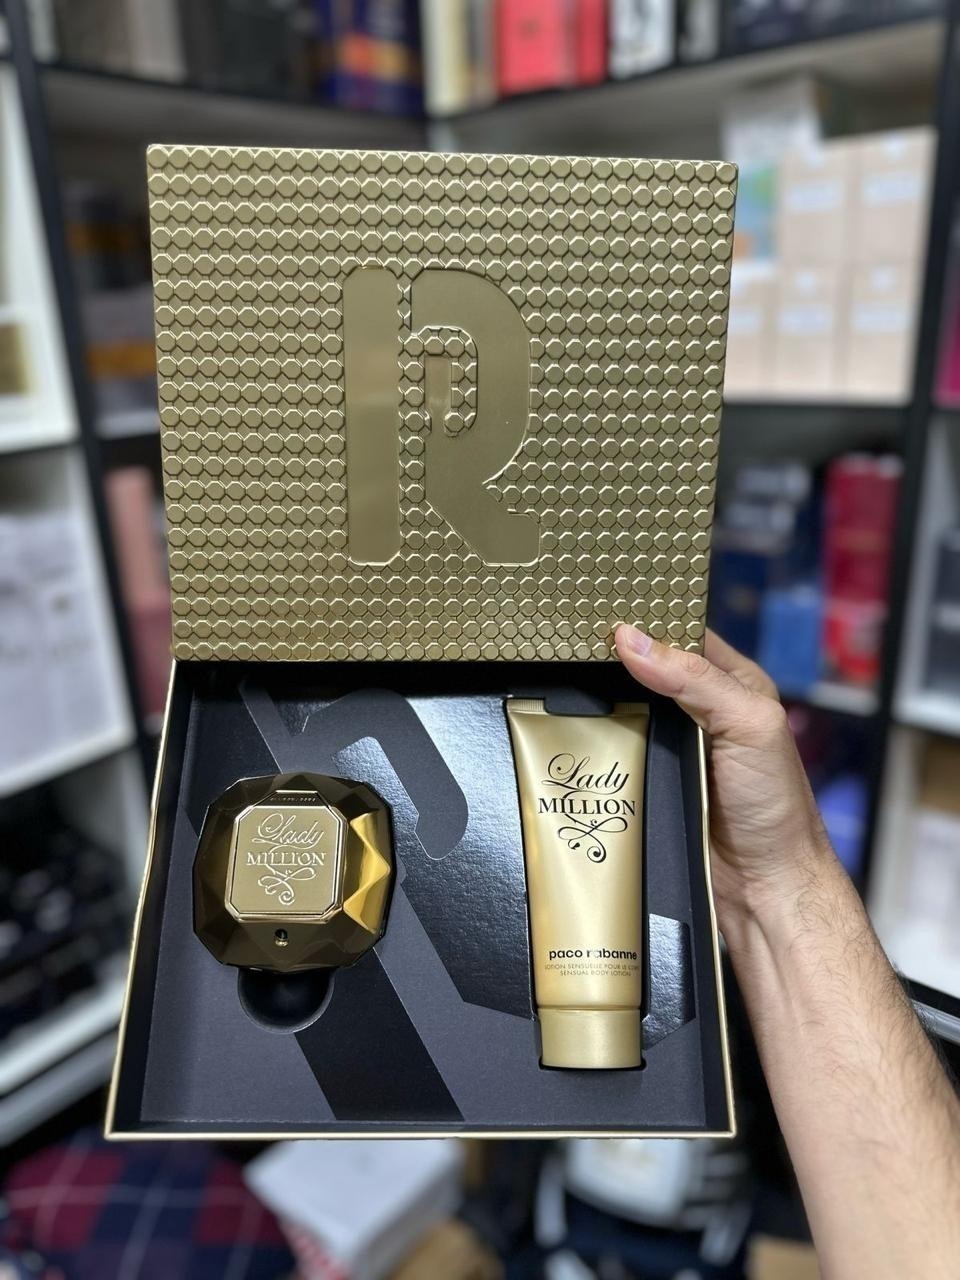 R
Lady
MILLION
Lady
MILLION
paco rabanne
LOTION SENSUELLE POUR LE CORPS
SENSUAL BODY LOTION